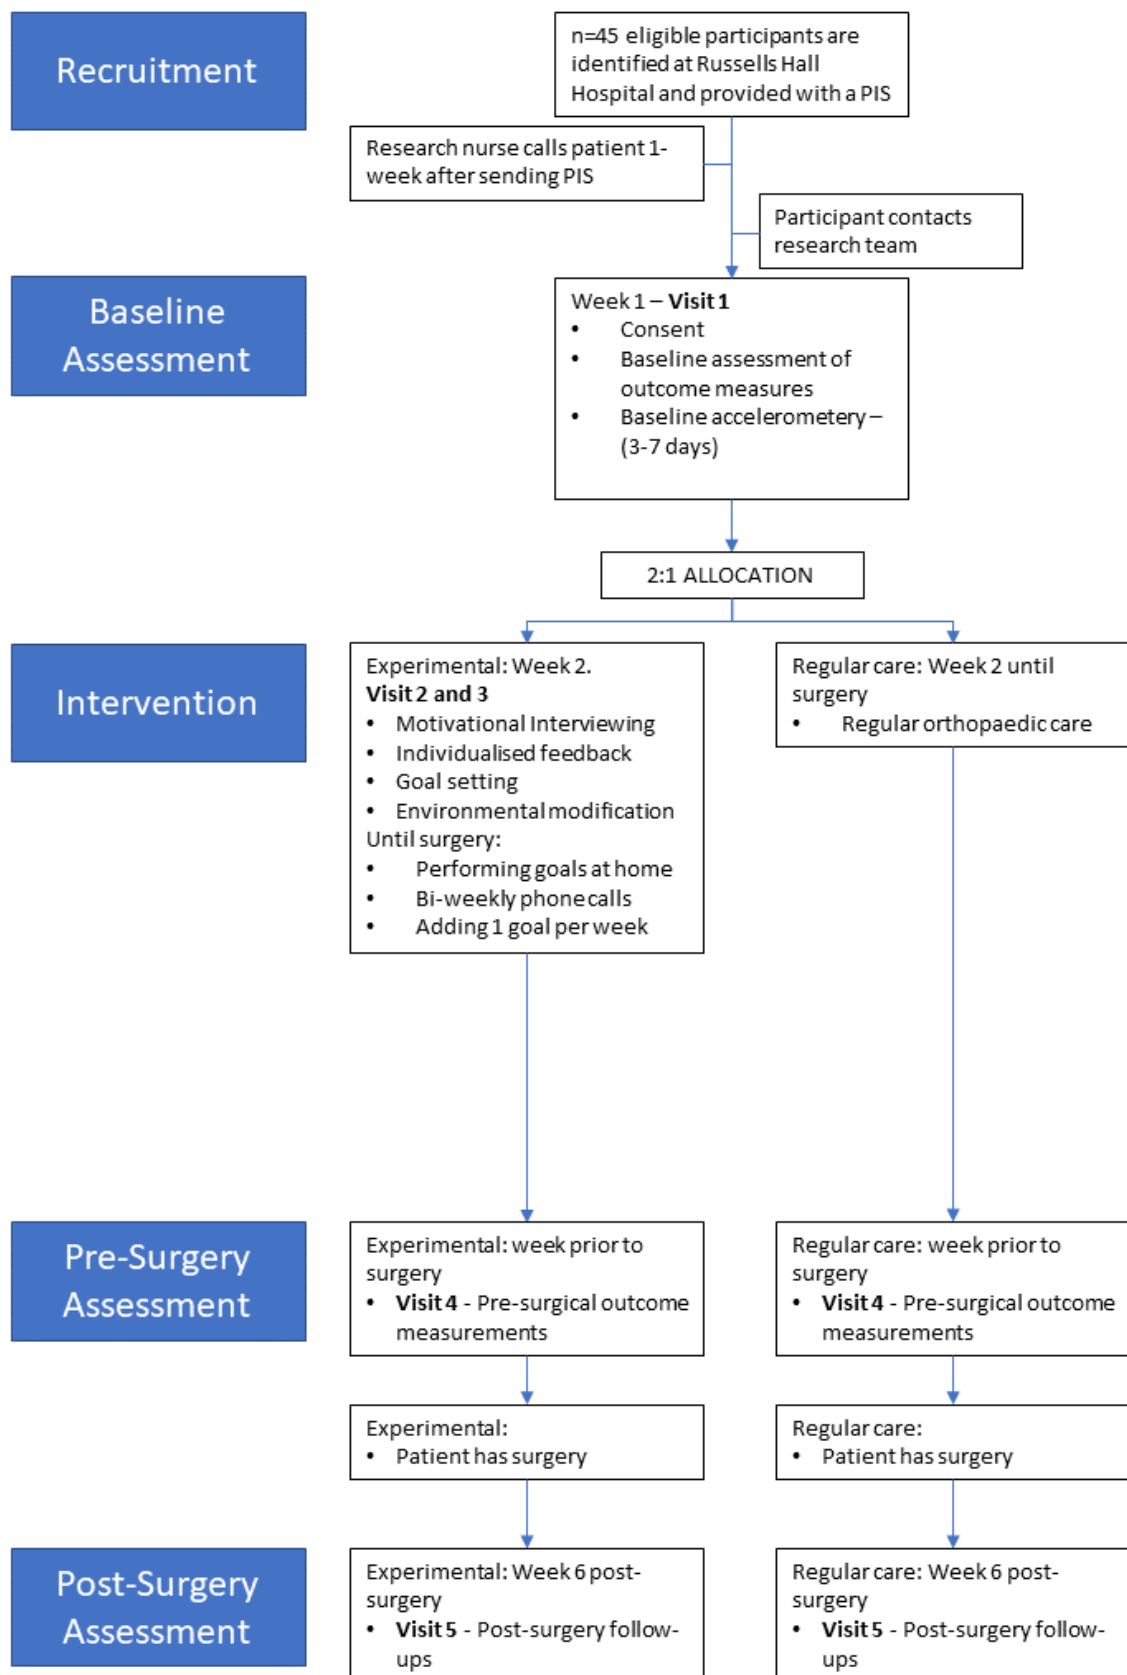 Recruitment
n=45 eligible participants are
identified at Russells Hall
Hospital and provided with a PIS
Research nurse calls patient 1-
week after sending PIS
Participant contacts
research team
Baseline
Assessment
Week 1 – Visit 1
• Consent
• Baseline assessment of
outcome measures
• Baseline accelerometery –
(3-7 days)
2:1 ALLOCATION
Intervention
Experimental: Week 2.
Visit 2 and 3
• Motivational Interviewing
• Individualised feedback
• Goal setting
• Environmental modification
Until surgery:
• Performing goals at home
• Bi-weekly phone calls
• Adding 1 goal per week
Regular care: Week 2 until
surgery
• Regular orthopaedic care
Pre-Surgery
Assessment
Experimental: week prior to
surgery
• Visit 4 - Pre-surgical outcome
measurements
Regular care: week prior to
surgery
• Visit 4 - Pre-surgical outcome
measurements
Experimental:
• Patient has surgery
Regular care:
• Patient has surgery
Post-Surgery
Assessment
Experimental: Week 6 post-
surgery
• Visit 5 - Post-surgery follow-
ups
Regular care: Week 6 post-
surgery
• Visit 5 - Post-surgery follow-
ups